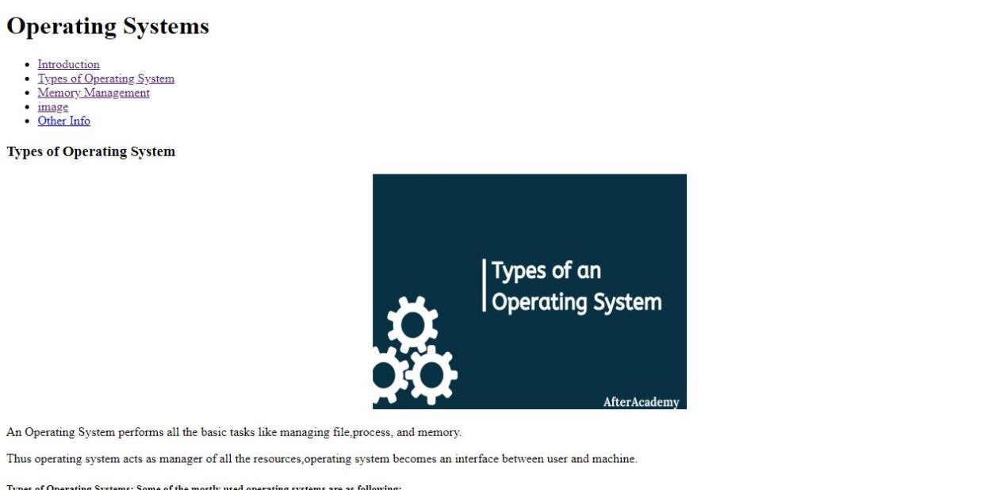 Operating Systems
Introduction
Types of Operating System
Memory Management
image
Other Info
Types of Operating System
Types of an
Operating System
AfterAcademy
An Operating System performs all the basic tasks like managing file,process, and memory.
Thus operating system acts as manager of all the resources,operating system becomes an interface between user and machine.
Types of Operating Systems: Some of the mostly used operating systems are as following: